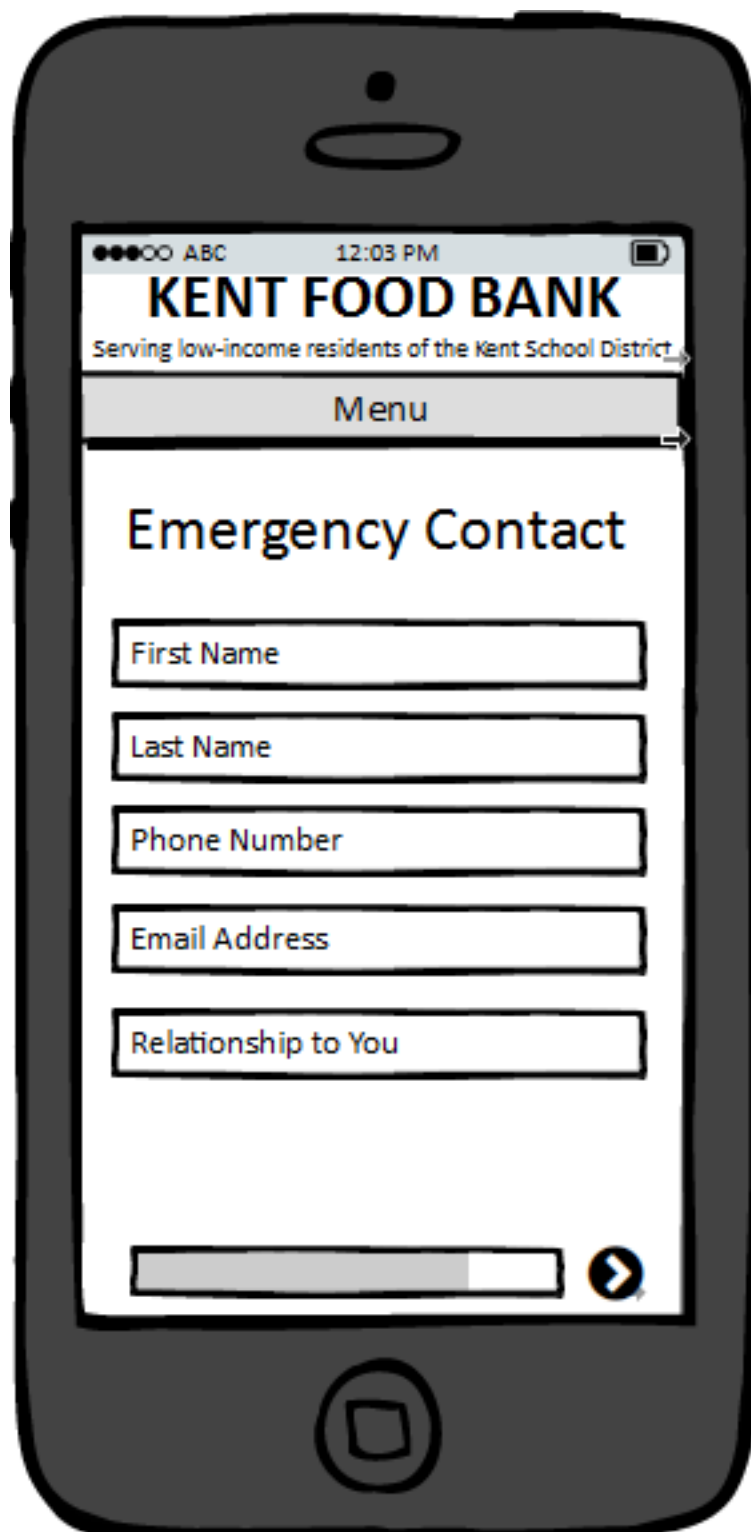 ABC 12:03 PM
KENT FOOD BANK
Serving low-income residents of the Kent School District
Menu
Emergency Contact
First Name
Last Name
Phone Number
Email Address
Relationship to You